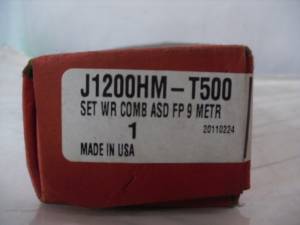 J1200HM-T500
SET WR COMB ASD FP 9 METR
1
20110224
MADE IN USA